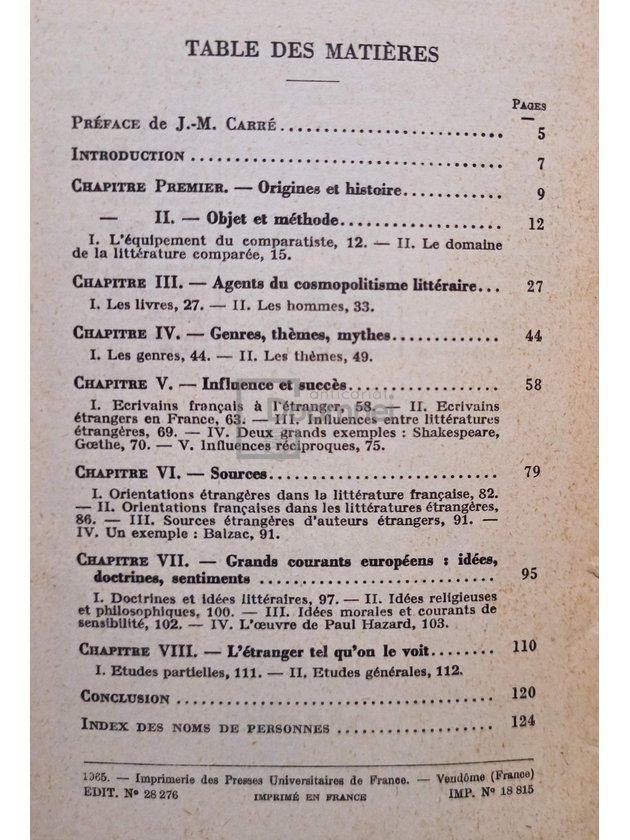 TABLE DES MATIÈRES
PAGES
PRÉFACE de J.-M. CARRÉ........................... 5
INTRODUCTION .................................... 7
CHAPITRE PREMIER. — Origines et histoire............ 9
— II. — Objet et méthode.................... 12
I. L'équipement du comparatiste, 12. — II. Le domaine
de la littérature comparée, 15.
CHAPITRE III. — Agents du cosmopolitisme littéraire... 27
I. Les livres, 27. — II. Les hommes, 33.
CHAPITRE IV. — Genres, thèmes, mythes............. 44
I. Les genres, 44. — II. Les thèmes, 49.
CHAPITRE V. — Influence et succès.................. 58
I. Ecrivains français à l'étranger, 58. — II. Ecrivains
étrangers en France, 63. — III. Influences entre littératures
étrangères, 69. — IV. Deux grands exemples : Shakespeare,
Gœthe, 70. — V. Influences réciproques, 75.
CHAPITRE VI. — Sources............................ 79
I. Orientations étrangères dans la littérature française, 82.
— II. Orientations françaises dans les littératures étrangères,
86. — III. Sources étrangères d'auteurs étrangers, 91. —
IV. Un exemple : Balzac, 91.
CHAPITRE VII. — Grands courants européens : idées,
doctrines, sentiments ............................ 95
I. Doctrines et idées littéraires, 97. — II. Idées religieuses
et philosophiques, 100. — III. Idées morales et courants de
sensibilité, 102. — IV. L'œuvre de Paul Hazard, 103.
CHAPITRE VIII. — L'étranger tel qu'on le voit........ 110
I. Etudes partielles, 111. — II. Etudes générales, 112.
CONCLUSION ..................................... 120
INDEX DES NOMS DE PERSONNES ................... 124
1965. — Imprimerie des Presses Universitaires de France. — Vendôme (France)
ÉDIT. Nº 28 276 IMPRIMÉ EN FRANCE IMP. Nº 18 815